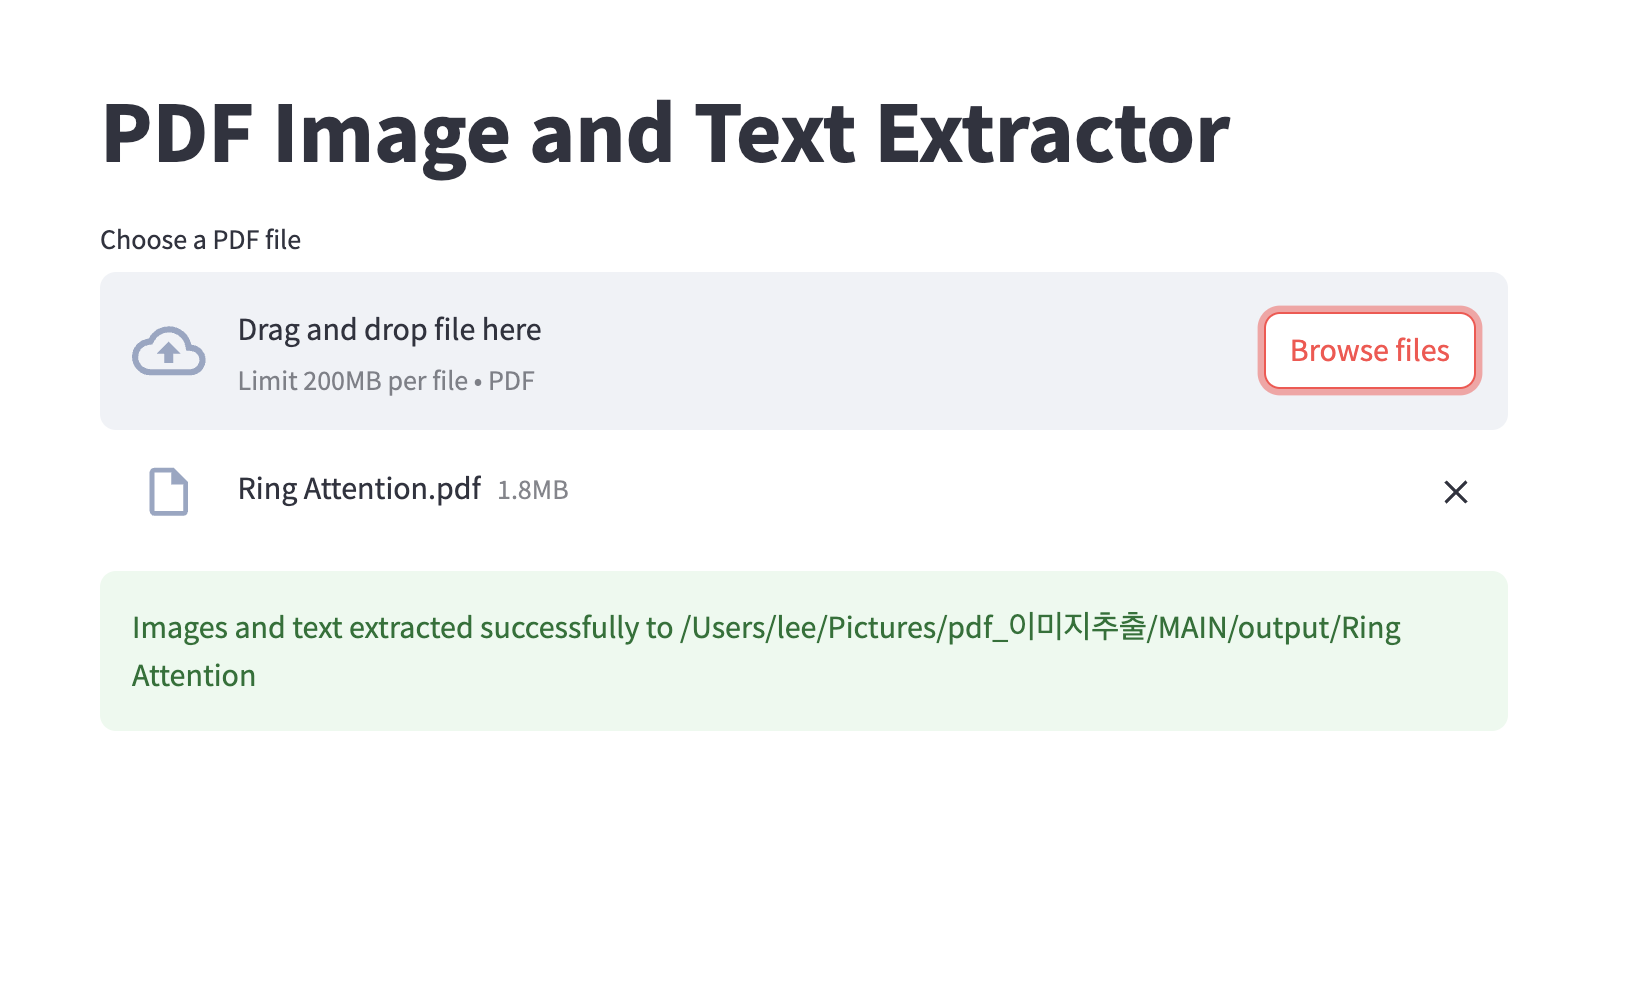 PDF Image and Text Extractor
Choose a PDF file
Drag and drop file here
Limit 200MB per file • PDF
Browse files
Ring Attention.pdf 1.8MB
Images and text extracted successfully to /Users/lee/Pictures/pdf_이미지추출/MAIN/output/Ring
Attention